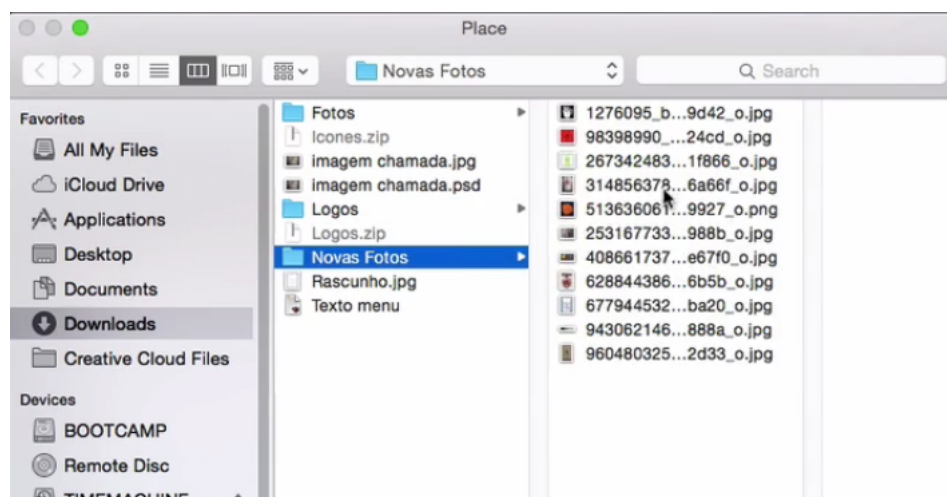 Place
Novas Fotos
Search
Favorites
All My Files
iCloud Drive
Applications
Desktop
Documents
Downloads
Creative Cloud Files
Devices
BOOTCAMP
Remote Disc
TIMEMACHINE
Fotos
Icones.zip
imagem chamada.jpg
imagem chamada.psd
Logos
Logos.zip
Novas Fotos
Rascunho.jpg
Texto menu
1276095_b...9d42_o.jpg
98398990_...24cd_o.jpg
267342483...1f866_o.jpg
314856378...6a66f_o.jpg
513636061...9927_o.png
253167733...988b_o.jpg
408661737...e67f0_o.jpg
628844386...6b5b_o.jpg
677944532...ba20_o.jpg
943062146...888a_o.jpg
960480325...2d33_o.jpg